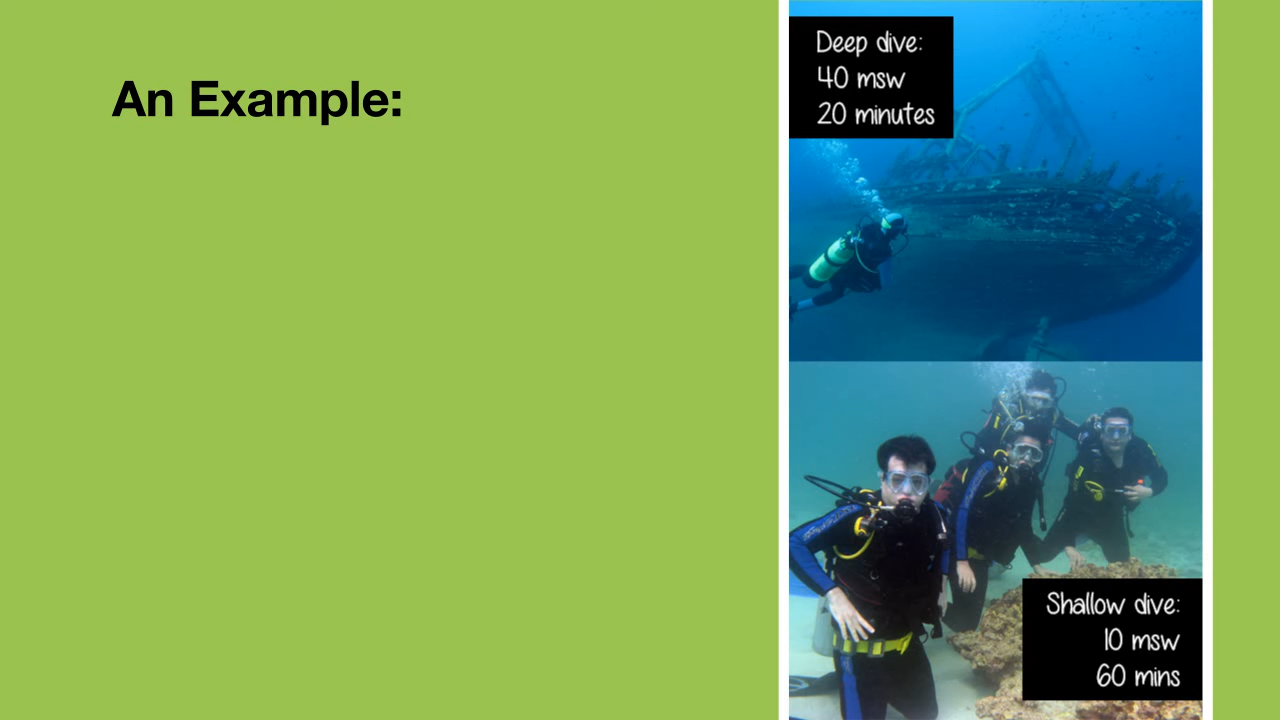 An Example:
Deep dive:
40 msw
20 minutes
Shallow dive:
10 msw
60 mins